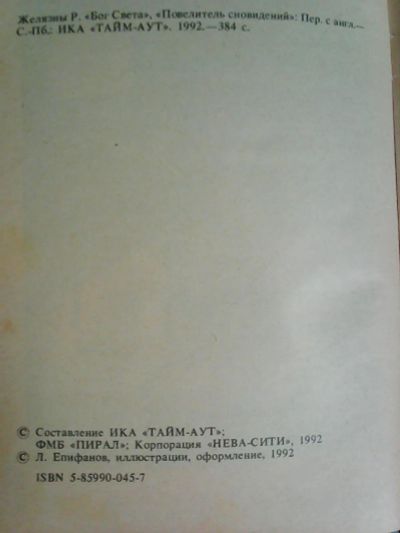 Желязны Р. «Бог Света», «Повелитель сновидений»: Пер. с англ.—
С.-Пб.: ИКА «ТАЙМ-АУТ». 1992.—384 с.
© Составление ИКА «ТАЙМ-АУТ»;
ФМБ «ПИРАЛ»; Корпорация «НЕВА-СИТИ», 1992
© Л. Епифанов, иллюстрации, оформление, 1992
ISBN 5-85990-045-7